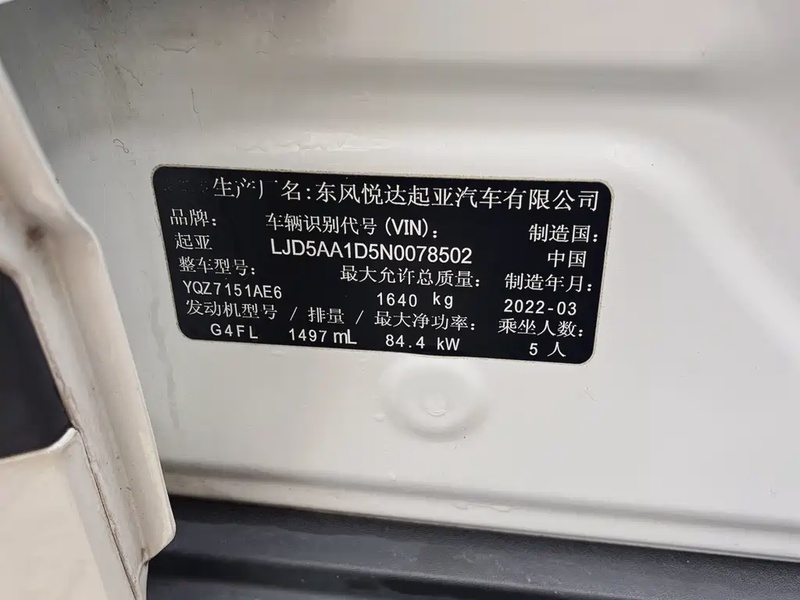 生产厂名:东风悦达起亚汽车有限公司
品牌: 车辆识别代号(VIN): 制造国:
起亚 LJD5AA1D5N0078502 中国
整车型号: 最大允许总质量: 制造年月:
YQZ7151AE6 1640 kg 2022-03
发动机型号/排量/最大净功率: 乘坐人数:
G4FL 1497mL 84.4 kW 5人